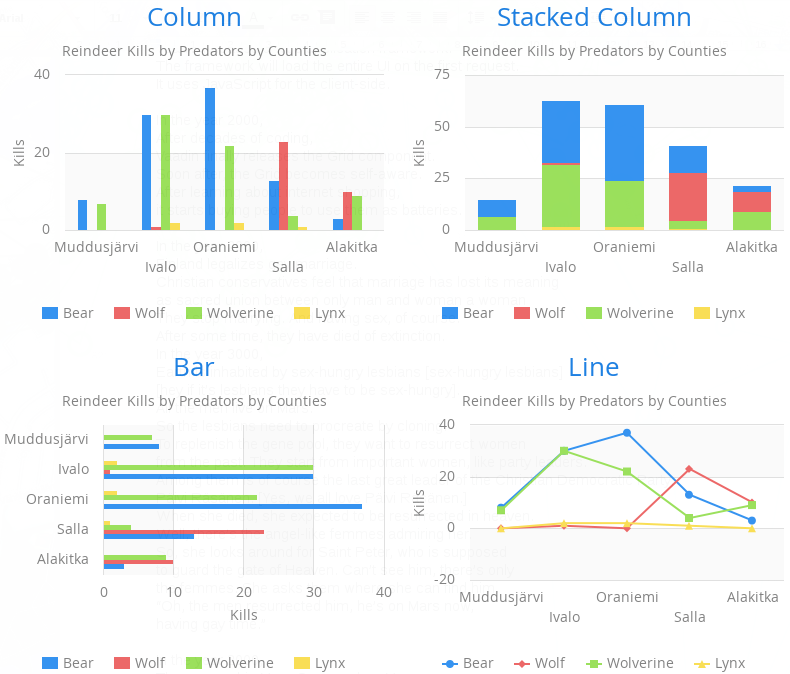 Column
Reindeer Kills by Predators by Counties
40
20
0
Kills
Muddusjärvi
Ivalo
Oraniemi
Salla
Alakitka
Bear
Wolf
Wolverine
Lynx
Stacked Column
Reindeer Kills by Predators by Counties
75
50
25
0
Kills
Muddusjärvi
Ivalo
Oraniemi
Salla
Alakitka
Bear
Wolf
Wolverine
Lynx
Bar
Reindeer Kills by Predators by Counties
Muddusjärvi
Ivalo
Oraniemi
Salla
Alakitka
0 10 20 30 40
Kills
Bear
Wolf
Wolverine
Lynx
Line
Reindeer Kills by Predators by Counties
40
20
0
-20
Kills
Muddusjärvi
Ivalo
Oraniemi
Salla
Alakitka
Bear
Wolf
Wolverine
Lynx